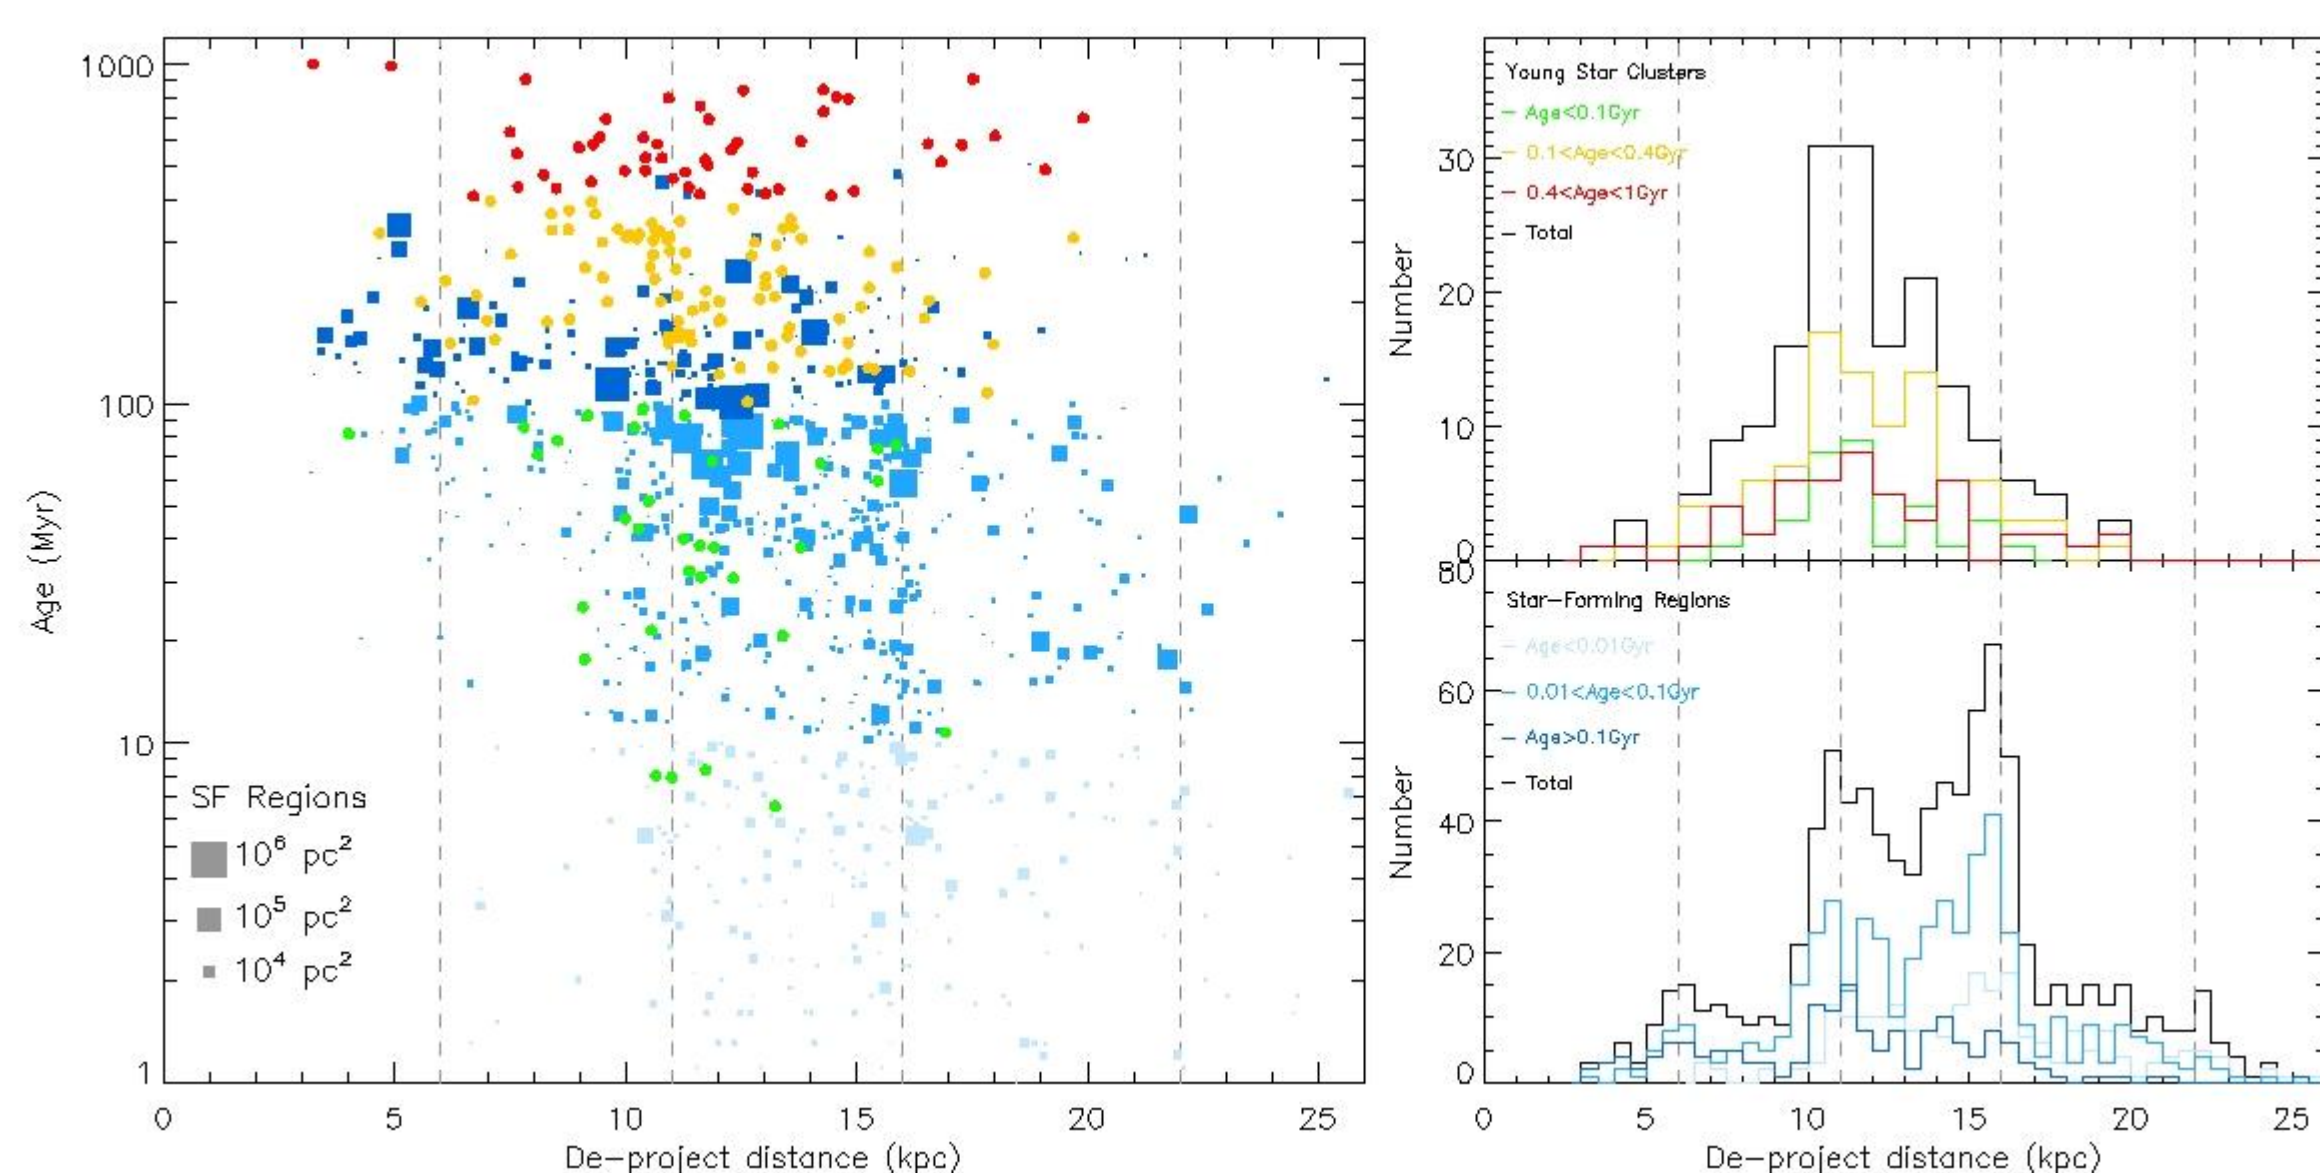 1000
100
10
1
Age (Myr)
SF Regions
10⁶ pc²
10⁵ pc²
10⁴ pc²
0 5 10 15 20 25
De-project distance (kpc)
Young Star Clusters
Age<0.1Gyr
0.1<Age<0.4Gyr
0.4<Age<1Gyr
Total
30
20
10
0
Number
Star-Forming Regions
Age<0.01Gyr
0.01<Age<0.1Gyr
Age>0.1Gyr
Total
80
60
40
20
0
Number
0 5 10 15 20 25
De-project distance (kpc)